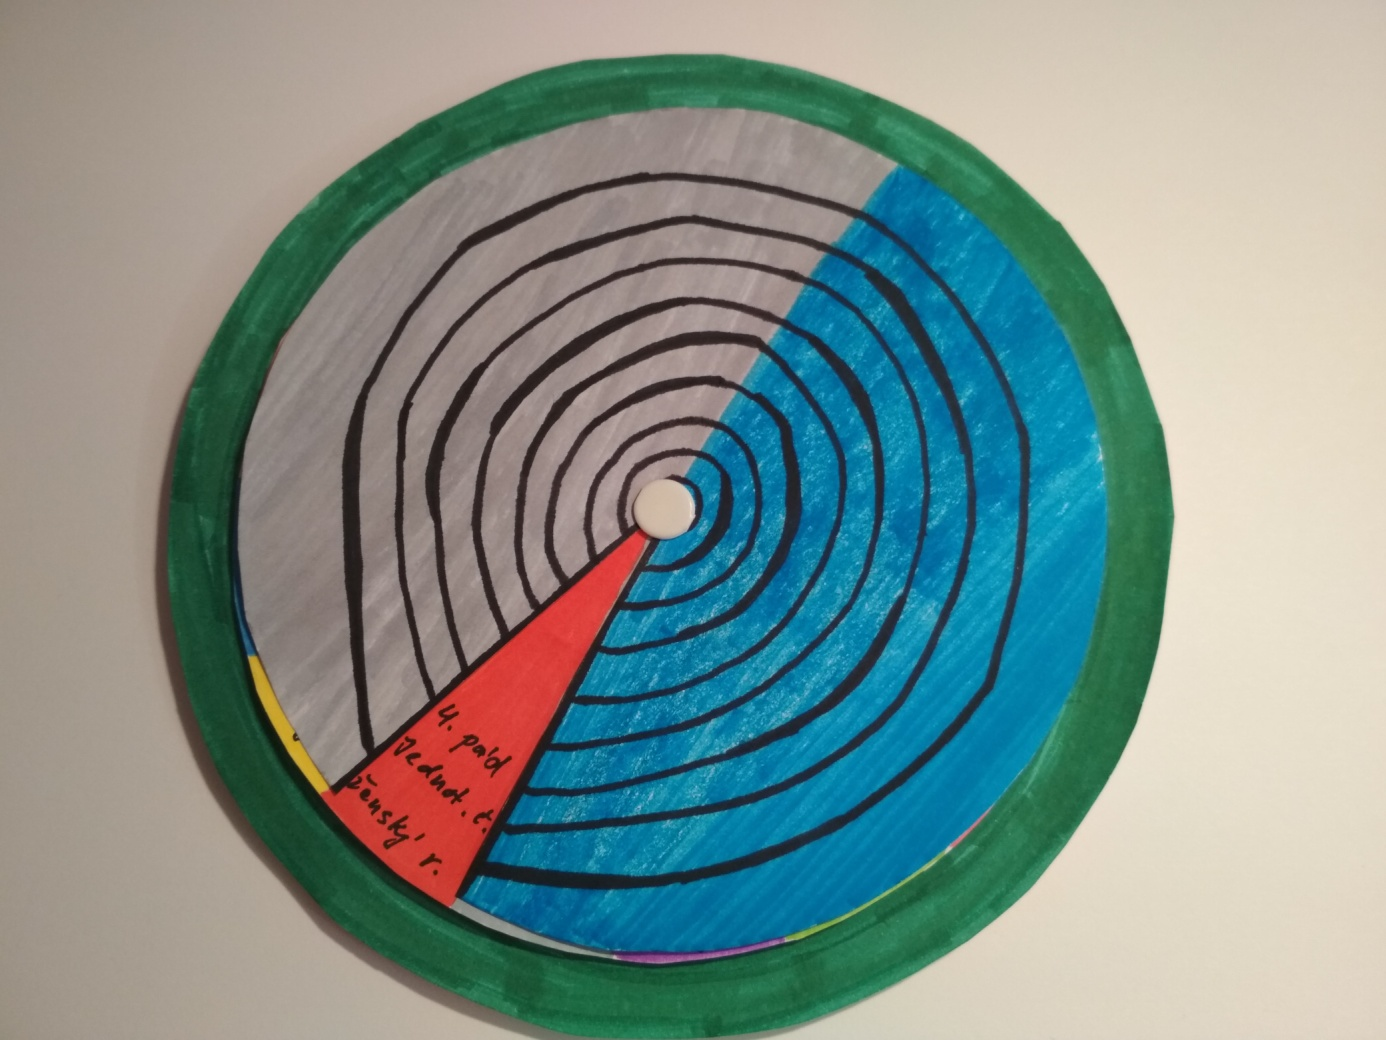 4. pád
Jednot. č.
ženský r.